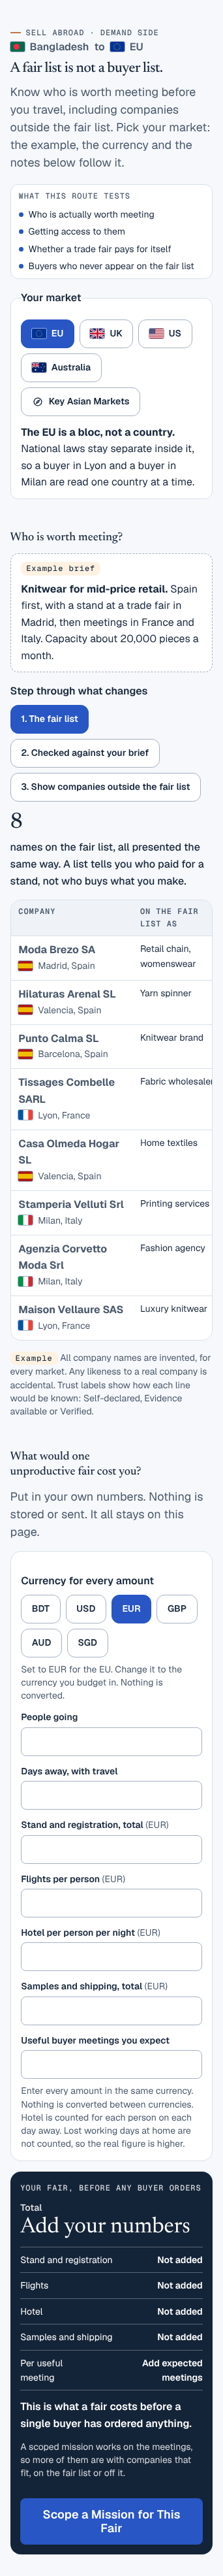 SELL ABROAD · DEMAND SIDE
Bangladesh to EU
A fair list is not a buyer list.
Know who is worth meeting before
you travel, including companies
outside the fair list. Pick your market:
the example, the currency and the
notes below follow it.
WHAT THIS ROUTE TESTS
Who is actually worth meeting
Getting access to them
Whether a trade fair pays for itself
Buyers who never appear on the fair list
Your market
EU
UK
US
Australia
Key Asian Markets
The EU is a bloc, not a country.
National laws stay separate inside it,
so a buyer in Lyon and a buyer in
Milan are read one country at a time.
Who is worth meeting?
Example brief
Knitwear for mid-price retail. Spain
first, with a stand at a trade fair in
Madrid, then meetings in France and
Italy. Capacity about 20,000 pieces a
month.
Step through what changes
1. The fair list
2. Checked against your brief
3. Show companies outside the fair list
8
names on the fair list, all presented the
same way. A list tells you who paid for a
stand, not who buys what you make.
COMPANY
ON THE FAIR
LIST AS
Moda Brezo SA
Madrid, Spain
Retail chain,
womenswear
Hilaturas Arenal SL
Valencia, Spain
Yarn spinner
Punto Calma SL
Barcelona, Spain
Knitwear brand
Tissages Combelle
SARL
Lyon, France
Fabric wholesaler
Casa Olmeda Hogar
SL
Valencia, Spain
Home textiles
Stamperia Velluti Srl
Milan, Italy
Printing services
Agenzia Corvetto
Moda Srl
Milan, Italy
Fashion agency
Maison Vellaure SAS
Lyon, France
Luxury knitwear
Example All company names are invented, for
every market. Any likeness to a real company is
accidental. Trust labels show how each line
would be known: Self-declared, Evidence
available or Verified.
What would one
unproductive fair cost you?
Put in your own numbers. Nothing is
stored or sent. It all stays on this
page.
Currency for every amount
BDT
USD
EUR
GBP
AUD
SGD
Set to EUR for the EU. Change it to the
currency you budget in. Nothing is
converted.
People going
Days away, with travel
Stand and registration, total (EUR)
Flights per person (EUR)
Hotel per person per night (EUR)
Samples and shipping, total (EUR)
Useful buyer meetings you expect
Enter every amount in the same currency.
Nothing is converted between currencies.
Hotel is counted for each person on each
day away. Lost working days at home are
not counted, so the real figure is higher.
YOUR FAIR, BEFORE ANY BUYER ORDERS
Total
Add your numbers
Stand and registration Not added
Flights Not added
Hotel Not added
Samples and shipping Not added
Per useful
meeting
Add expected
meetings
This is what a fair costs before a
single buyer has ordered anything.
A scoped mission works on the meetings,
so more of them are with companies that
fit, on the fair list or off it.
Scope a Mission for This
Fair